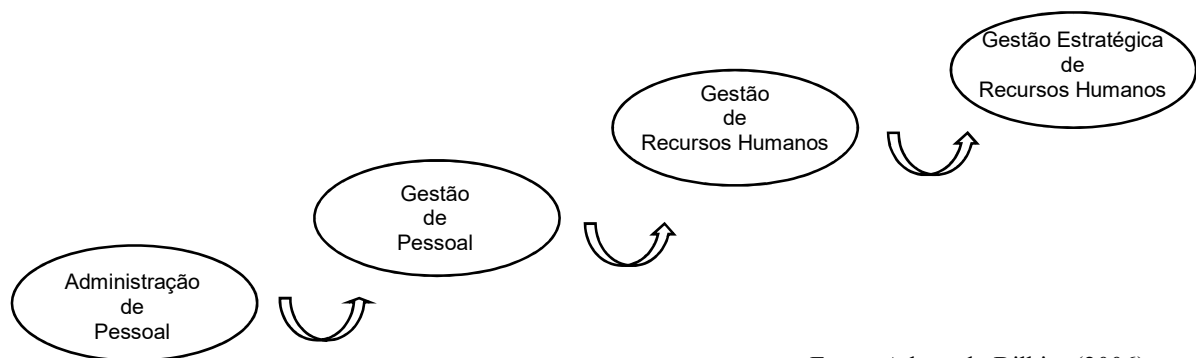 Gestão Estratégica
de
Recursos Humanos
Gestão
de
Recursos Humanos
Gestão
de
Pessoal
Administração
de
Pessoal